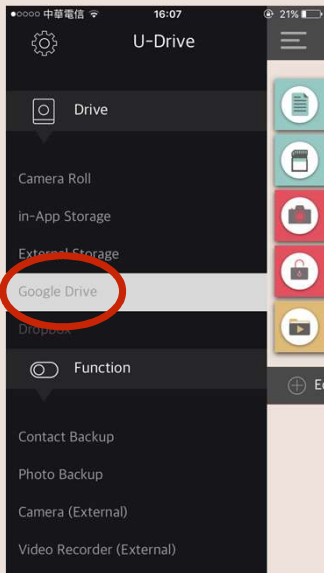 中華電信 16:07 21%
U-Drive
Drive
Camera Roll
in-App Storage
External Storage
Google Drive
Dropbox
Function
Contact Backup
Photo Backup
Camera (External)
Video Recorder (External)